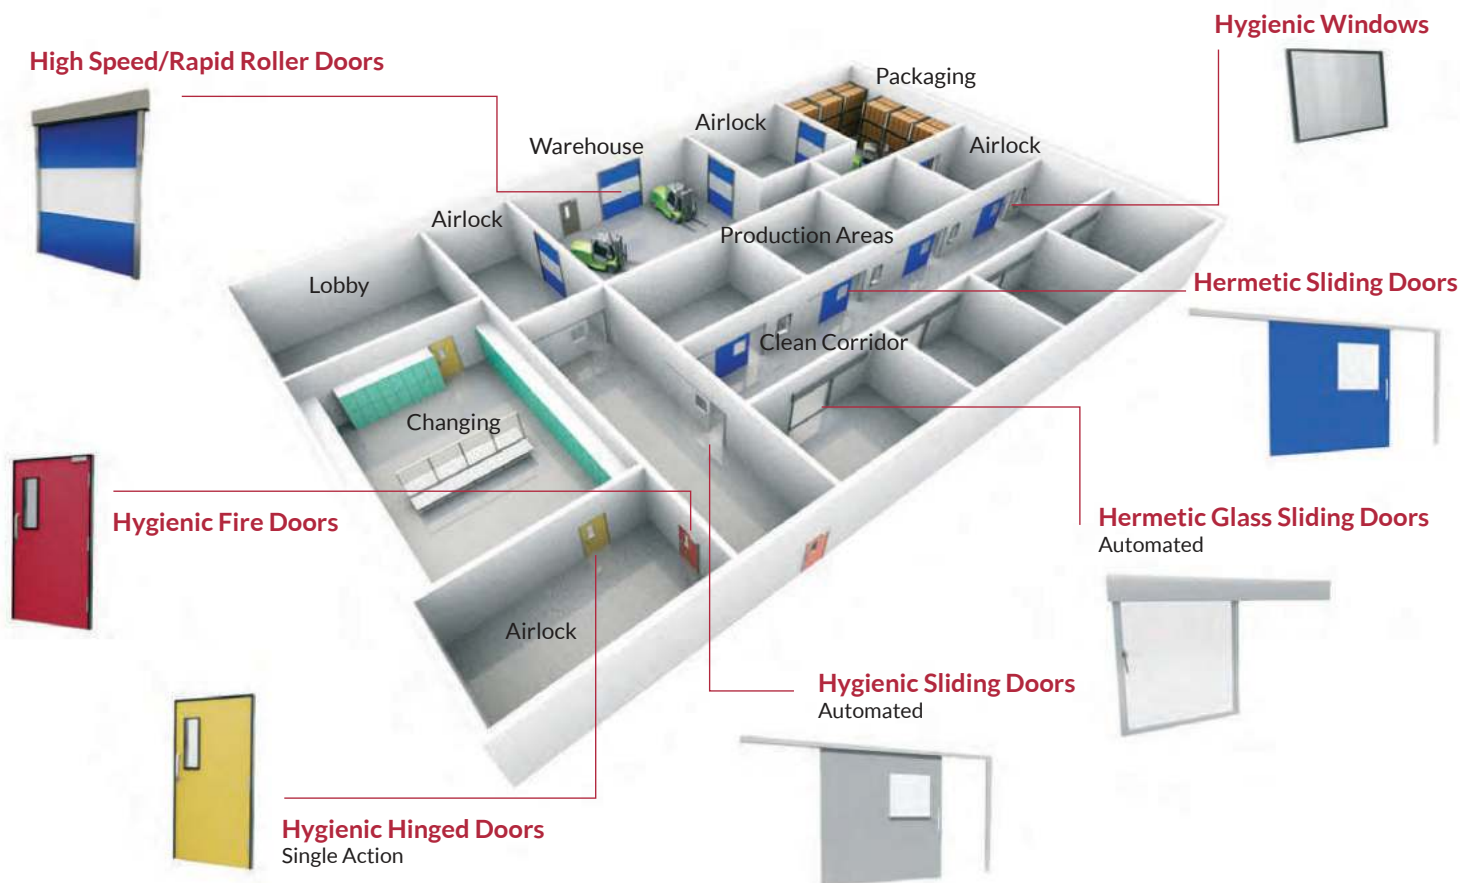 Hygienic Windows
High Speed/Rapid Roller Doors
Packaging
Airlock
Warehouse
Airlock
Airlock
Production Areas
Lobby
Hermetic Sliding Doors
Clean Corridor
Changing
Hygienic Fire Doors
Hermetic Glass Sliding Doors
Automated
Airlock
Hygienic Sliding Doors
Automated
Hygienic Hinged Doors
Single Action